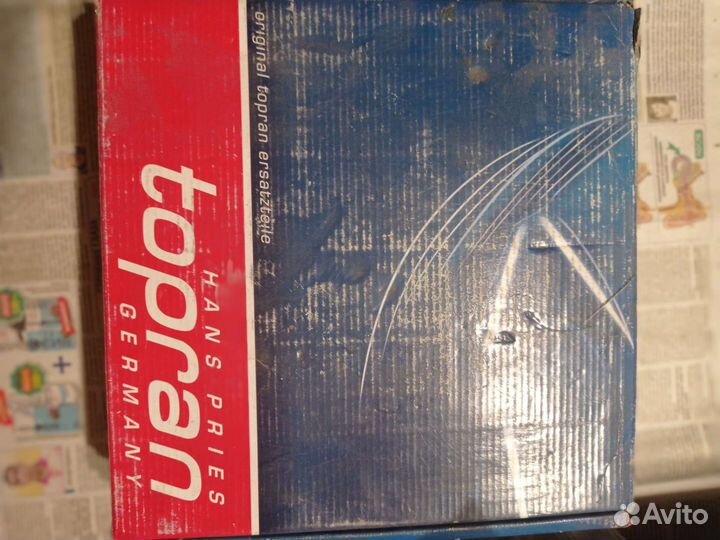 original topran ersatzteile
HANS PRIES
topran
GERMANY
Avito